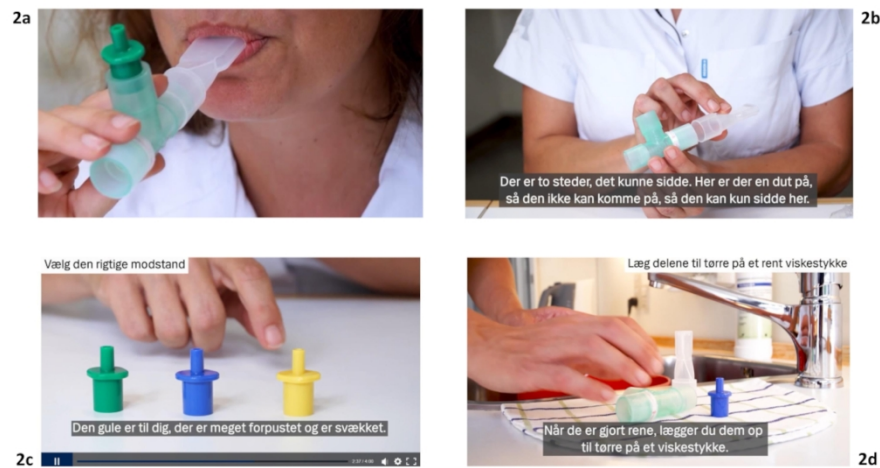 2a
2b
Der er to steder, det kunne sidde. Her er der en dut på,
så den ikke kan komme på, så den kan kun sidde her.
Vælg den rigtige modstand
Den gule er til dig, der er meget forpustet og er svækket.
2c
Læg delene til tørre på et rent viskestykke
Når de er gjort rene, lægger du dem op
til tørre på et viskestykke.
2d